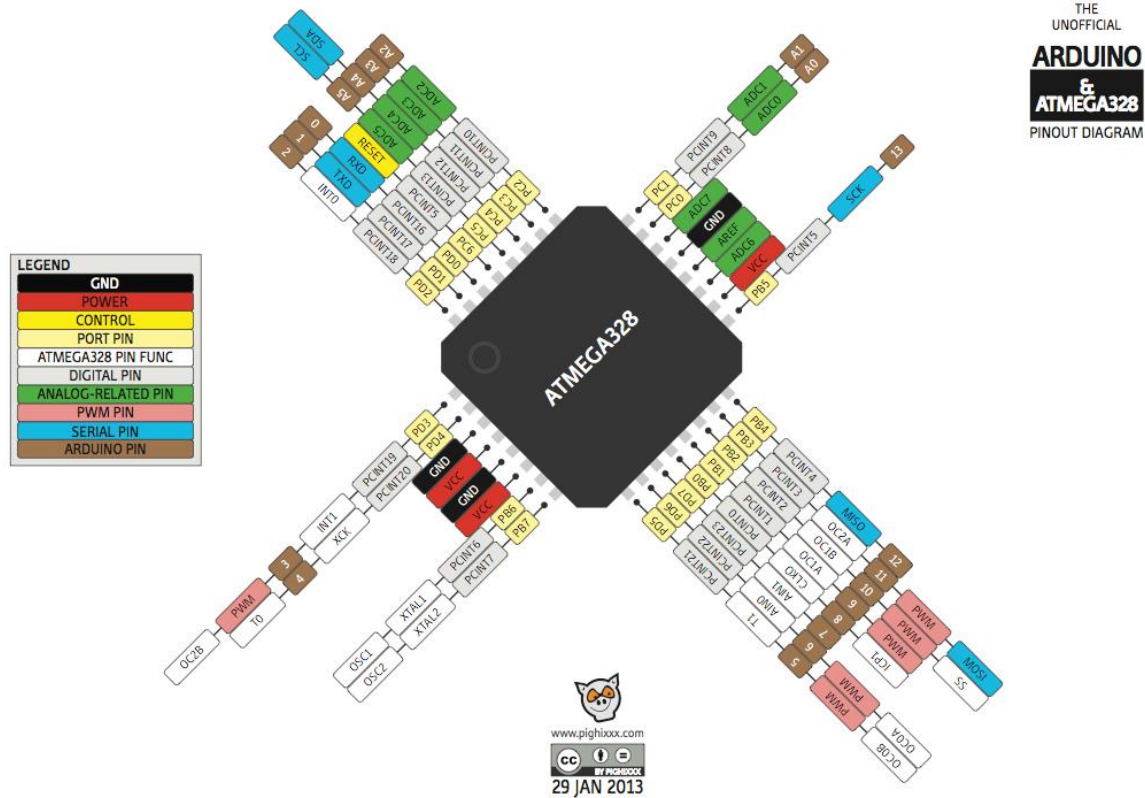 THE
UNOFFICIAL
ARDUINO
&
ATMEGA328
PINOUT DIAGRAM
SDA A4 ADC4 PCINT12 PC4
SCL A5 ADC5 PCINT13 PC5
A2 ADC2 PCINT10 PC2
A3 ADC3 PCINT11 PC3
RESET PCINT5 PC6
0 RXD PCINT16 PD0
1 TXD PCINT17 PD1
2 INT0 PCINT18 PD2
PC1 PCINT9 ADC1 A1
PC0 PCINT8 ADC0 A0
ADC7
GND
AREF
ADC6
VCC
PB5 PCINT5 SCK 13
LEGEND
GND
POWER
CONTROL
PORT PIN
ATMEGA328 PIN FUNC
DIGITAL PIN
ANALOG-RELATED PIN
PWM PIN
SERIAL PIN
ARDUINO PIN
ATMEGA328
OC2B PWM 3 INT1 PCINT19 PD3
T0 4 XCK PCINT20 PD4
GND
VCC
GND
VCC
OSC1 XTAL1 PCINT6 PB6
OSC2 XTAL2 PCINT7 PB7
PB4 PCINT4 MISO 12
PB3 PCINT3 OC2A 11 PWM MOSI
PB2 PCINT2 OC1B 10 PWM SS
PB1 PCINT1 OC1A 9 PWM
PB0 PCINT0 CLKO 8 ICP1
PD7 PCINT23 AIN1 7
PD6 PCINT22 AIN0 6 PWM OC0A
PD5 PCINT21 T1 5 PWM OC0B
www.pighixxx.com
cc
BY PIGHIXXX
29 JAN 2013